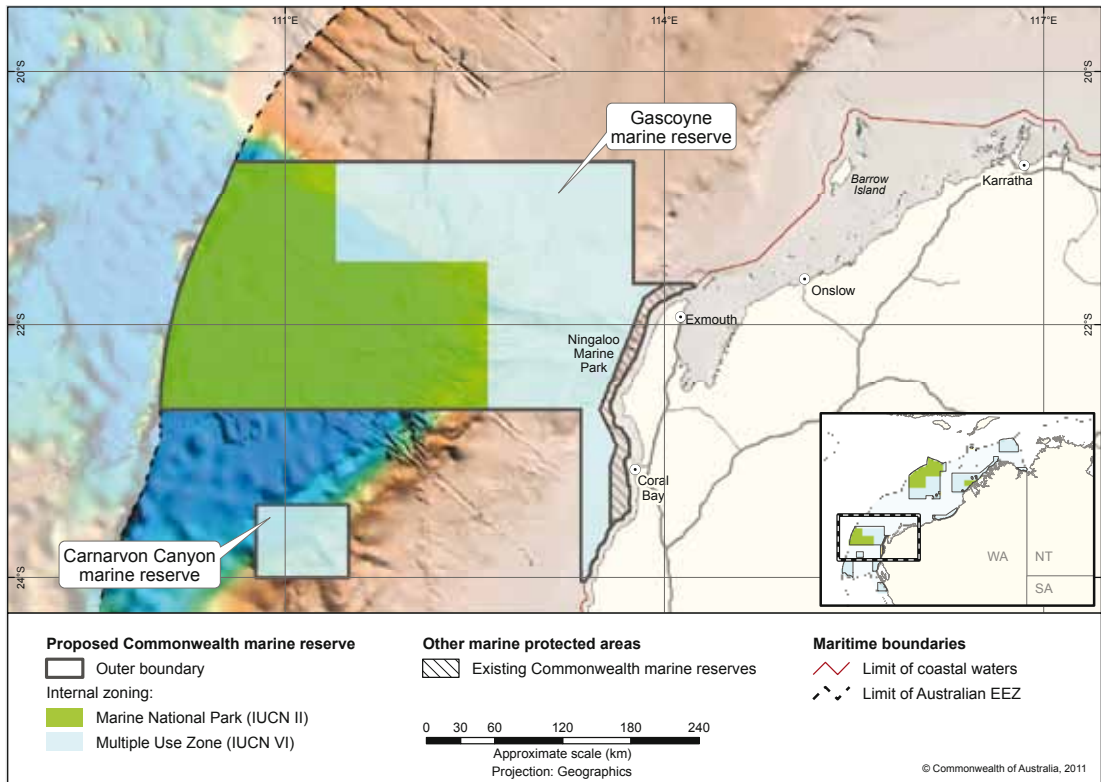 111°E
114°E
117°E
20°S
20°S
Gascoyne
marine reserve
Barrow
Island
Karratha
Onslow
Exmouth
22°S
22°S
Ningaloo
Marine
Park
Coral
Bay
Carnarvon Canyon
marine reserve
24°S
WA
NT
SA
Proposed Commonwealth marine reserve
Outer boundary
Internal zoning:
Marine National Park (IUCN II)
Multiple Use Zone (IUCN VI)
Other marine protected areas
Existing Commonwealth marine reserves
0 30 60 120 180 240
Approximate scale (km)
Projection: Geographics
Maritime boundaries
Limit of coastal waters
Limit of Australian EEZ
© Commonwealth of Australia, 2011